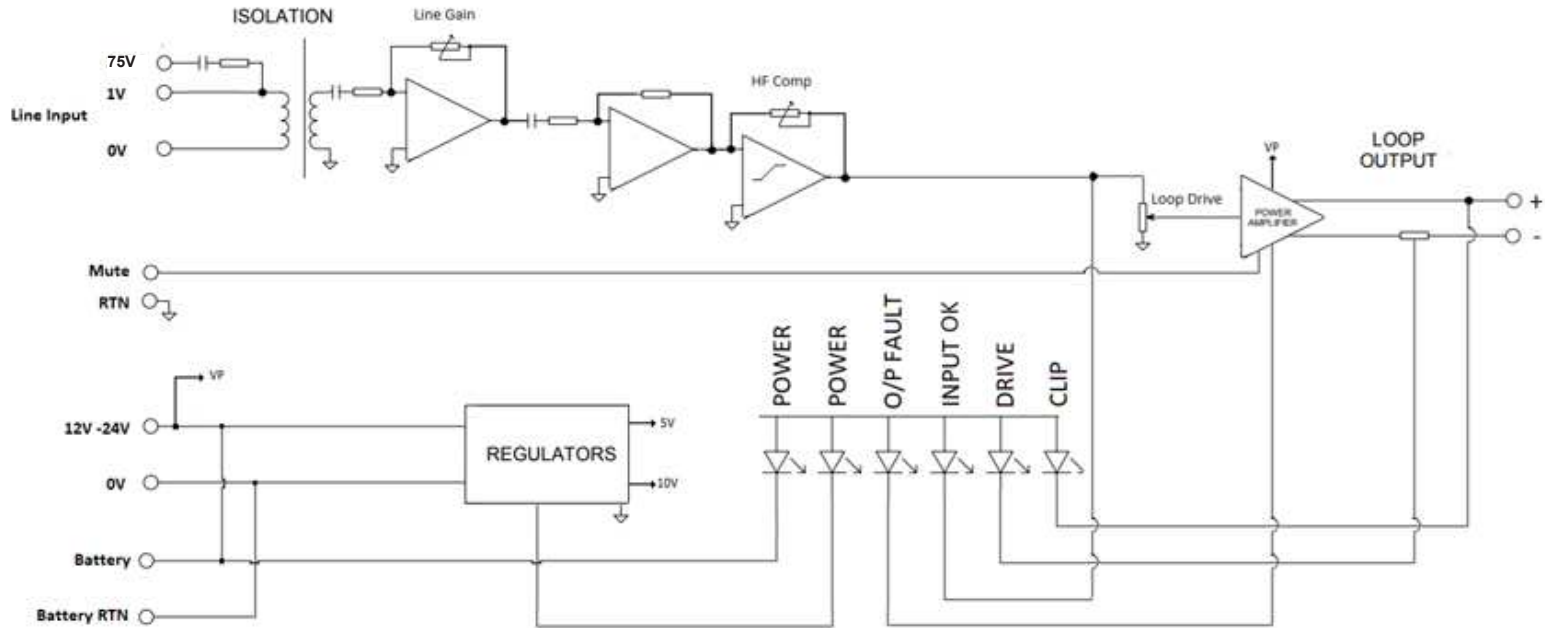 ISOLATION
Line Gain
75V
1V
Line Input
0V
HF Comp
VP
LOOP
OUTPUT
Loop Drive
POWER
AMPLIFIER
+
-
Mute
RTN
POWER
POWER
O/P FAULT
INPUT OK
DRIVE
CLIP
VP
12V -24V
5V
REGULATORS
0V
10V
Battery
Battery RTN